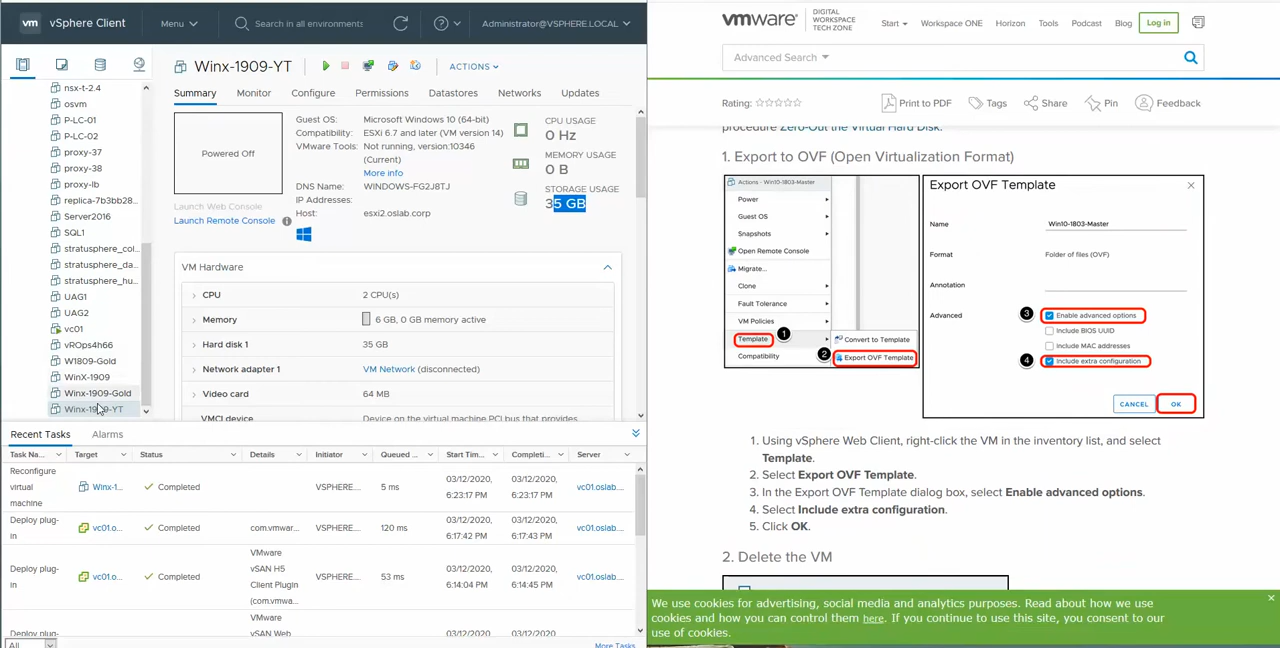 vm vSphere Client Menu Search in all environments Administrator@VSPHERE.LOCAL
nsx-t-2.4
osvm
P-LC-01
P-LC-02
proxy-37
proxy-38
proxy-lb
replica-7b3bb28...
Server2016
SQL1
stratusphere_col...
stratusphere_da...
stratusphere_hu...
UAG1
UAG2
vc01
vROps4h66
W1809-Gold
WinX-1909
Winx-1909-Gold
Winx-1909-YT
Winx-1909-YT ACTIONS
Summary Monitor Configure Permissions Datastores Networks Updates
Powered Off
Launch Web Console
Launch Remote Console
Guest OS: Microsoft Windows 10 (64-bit)
Compatibility: ESXi 6.7 and later (VM version 14)
VMware Tools: Not running, version:10346
(Current)
More info
DNS Name: WINDOWS-FG2J8TJ
IP Addresses:
Host: esxi2.oslab.corp
CPU USAGE
0 Hz
MEMORY USAGE
0 B
STORAGE USAGE
35 GB
VM Hardware
CPU 2 CPU(s)
Memory 6 GB, 0 GB memory active
Hard disk 1 35 GB
Network adapter 1 VM Network (disconnected)
Video card 64 MB
VMCI device Device on the virtual machine PCI bus that provides
Recent Tasks Alarms
Task Na... Target Status Details Initiator Queued ... Start Tim... Completi... Server
Reconfigure
virtual
machine
Winx-1... Completed VSPHERE.... 5 ms 03/12/2020, 6:23:17 PM 03/12/2020, 6:23:17 PM vc01.oslab....
Deploy plug-
in
vc01.o... Completed com.vmwar... VSPHERE.... 120 ms 03/12/2020, 6:17:42 PM 03/12/2020, 6:17:43 PM vc01.oslab....
Deploy plug-
in
vc01.o... Completed
VMware
vSAN H5
Client Plugin
(com.vmwa...
VSPHERE.... 53 ms 03/12/2020, 6:14:04 PM 03/12/2020, 6:14:45 PM vc01.oslab....
Deploy plug-
VMware
vSAN Web
VSPHERE.... 03/12/2020, 03/12/2020,
All More Tasks
vmware DIGITAL
WORKSPACE
TECH ZONE
Start Workspace ONE Horizon Tools Podcast Blog Log in
Advanced Search
Rating: Print to PDF Tags Share Pin Feedback
procedure Zero-Out the Virtual Hard Disk.
1. Export to OVF (Open Virtualization Format)
Actions - Win10-1803-Master
Power
Guest OS
Snapshots
Open Remote Console
Migrate...
Clone
Fault Tolerance
VM Policies
Template 1
Compatibility
Convert to Template
2 Export OVF Template
Export OVF Template
Name Win10-1803-Master
Format Folder of files (OVF)
Annotation
Advanced 3 Enable advanced options
Include BIOS UUID
Include MAC addresses
4 Include extra configuration
CANCEL OK
1. Using vSphere Web Client, right-click the VM in the inventory list, and select
Template.
2. Select Export OVF Template.
3. In the Export OVF Template dialog box, select Enable advanced options.
4. Select Include extra configuration.
5. Click OK.
2. Delete the VM
We use cookies for advertising, social media and analytics purposes. Read about how we use
cookies and how you can control them here. If you continue to use this site, you consent to our
use of cookies.